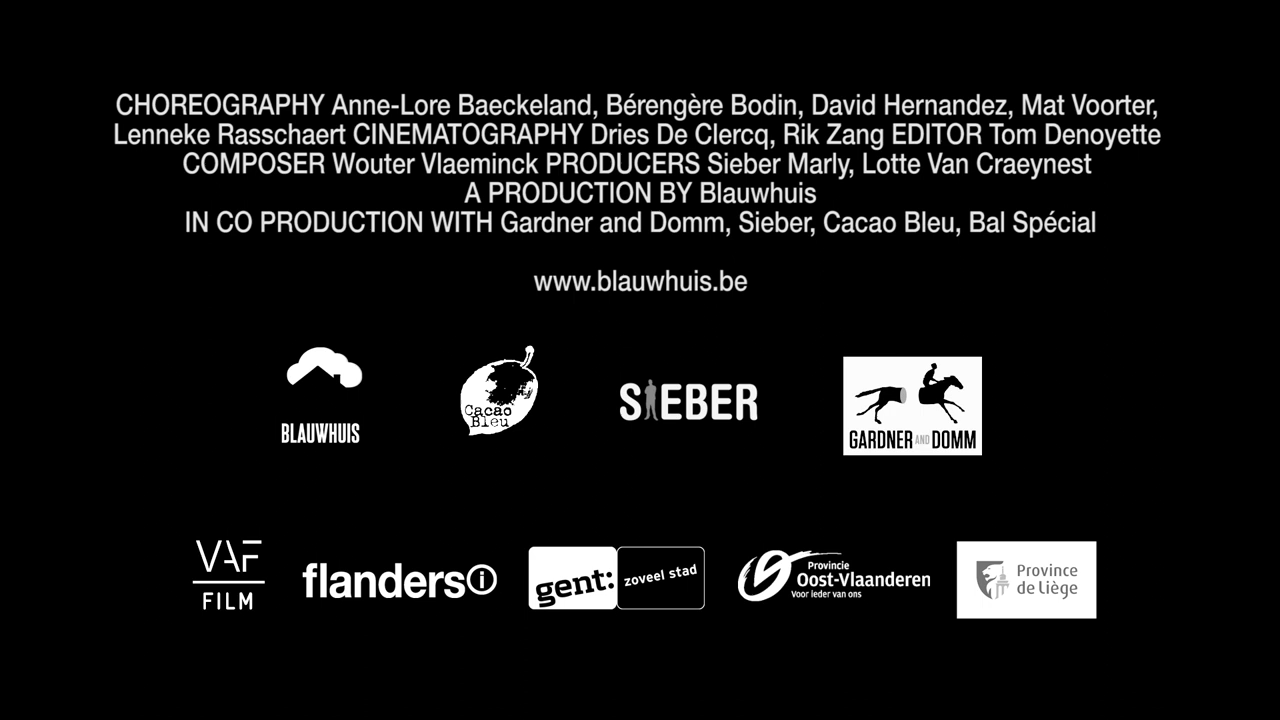 CHOREOGRAPHY Anne-Lore Baeckeland, Bérengère Bodin, David Hernandez, Mat Voorter,
Lenneke Rasschaert CINEMATOGRAPHY Dries De Clercq, Rik Zang EDITOR Tom Denoyette
COMPOSER Wouter Vlaeminck PRODUCERS Sieber Marly, Lotte Van Craeynest
A PRODUCTION BY Blauwhuis
IN CO PRODUCTION WITH Gardner and Domm, Sieber, Cacao Bleu, Bal Spécial
www.blauwhuis.be
BLAUWHUIS
Cacao
Bleu
SIEBER
GARDNER AND DOMM
VAF
FILM
flanders i
gent:
zoveel stad
Provincie
Oost-Vlaanderen
Voor ieder van ons
Province
de Liège